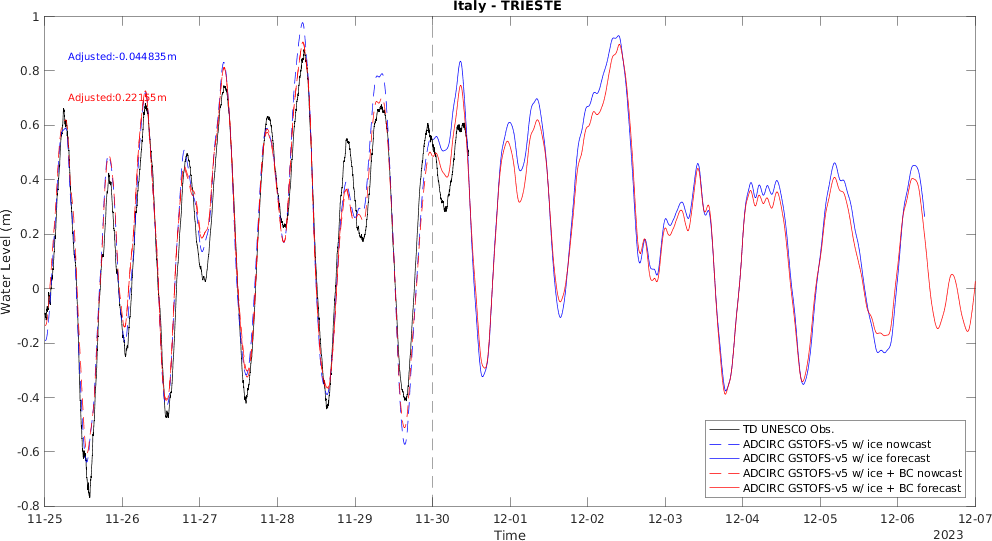 Italy - TRIESTE
Adjusted:-0.044835m
Adjusted:0.22155m
Water Level (m)
1
0.8
0.6
0.4
0.2
0
-0.2
-0.4
-0.6
-0.8
TD UNESCO Obs.
ADCIRC GSTOFS-v5 w/ ice nowcast
ADCIRC GSTOFS-v5 w/ ice forecast
ADCIRC GSTOFS-v5 w/ ice + BC nowcast
ADCIRC GSTOFS-v5 w/ ice + BC forecast
11-25 11-26 11-27 11-28 11-29 11-30 12-01 12-02 12-03 12-04 12-05 12-06 12-07
Time
2023